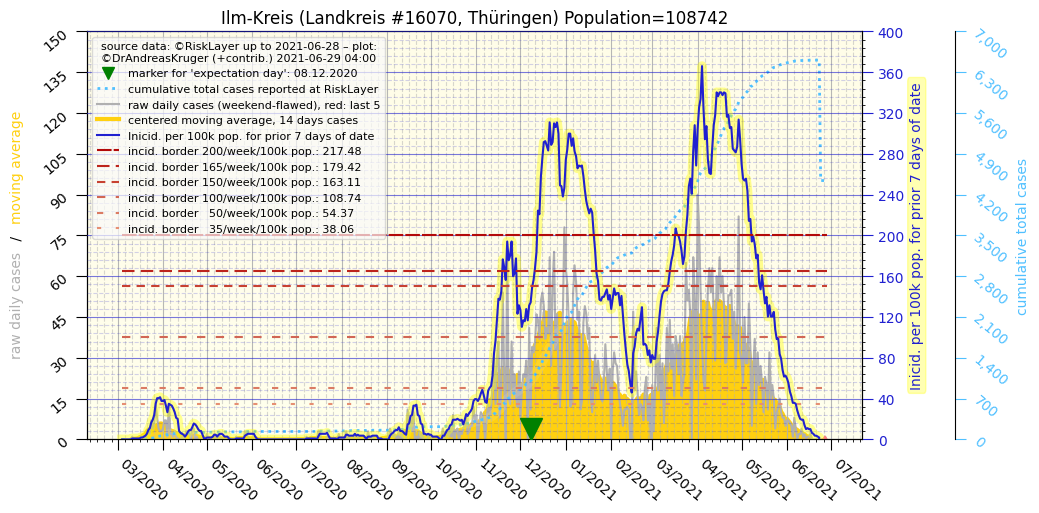 Ilm-Kreis (Landkreis #16070, Thüringen) Population=108742
source data: ©RiskLayer up to 2021-06-28 – plot:
©DrAndreasKruger (+contrib.) 2021-06-29 04:00
marker for 'expectation day': 08.12.2020
cumulative total cases reported at RiskLayer
raw daily cases (weekend-flawed), red: last 5
centered moving average, 14 days cases
Inicid. per 100k pop. for prior 7 days of date
incid. border 200/week/100k pop.: 217.48
incid. border 165/week/100k pop.: 179.42
incid. border 150/week/100k pop.: 163.11
incid. border 100/week/100k pop.: 108.74
incid. border   50/week/100k pop.: 54.37
incid. border   35/week/100k pop.: 38.06
raw daily cases / moving average
150
135
120
105
90
75
60
45
30
15
0
400
360
320
280
240
200
160
120
80
40
0
Inicid. per 100k pop. for prior 7 days of date
7,000
6,300
5,600
4,900
4,200
3,500
2,800
2,100
1,400
700
0
cumulative total cases
03/2020
04/2020
05/2020
06/2020
07/2020
08/2020
09/2020
10/2020
11/2020
12/2020
01/2021
02/2021
03/2021
04/2021
05/2021
06/2021
07/2021